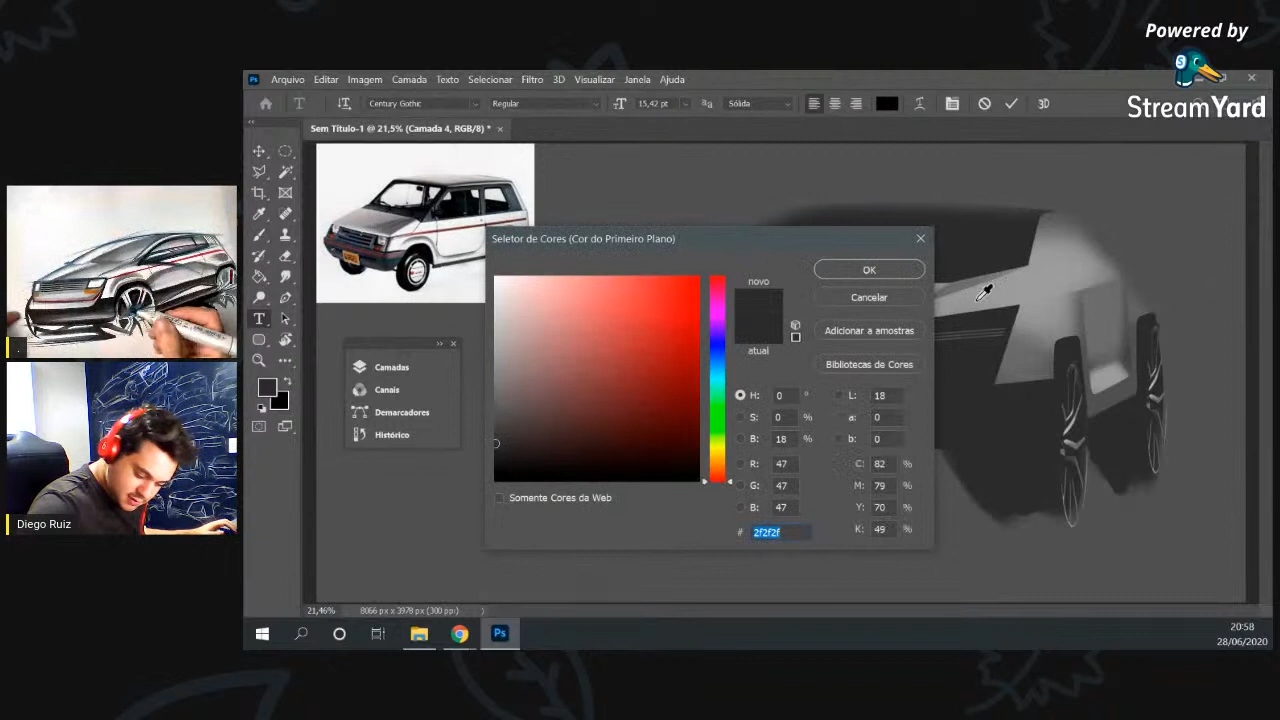 Powered by
StreamYard
Ps Arquivo Editar Imagem Camada Texto Selecionar Filtro 3D Visualizar Janela Ajuda
T Century Gothic Regular 15,42 pt aa Sólida 3D
Sem Título-1 @ 21,5% (Camada 4, RGB/8) *
Seletor de Cores (Cor do Primeiro Plano)
novo
atual
OK
Cancelar
Adicionar a amostras
Bibliotecas de Cores
H: 0 °
S: 0 %
B: 18 %
R: 47
G: 47
B: 47
# 2f2f2f
L: 18
a: 0
b: 0
C: 82 %
M: 79 %
Y: 70 %
K: 49 %
Somente Cores da Web
Camadas
Canais
Demarcadores
Histórico
.
Diego Ruiz
21,46% 8066 px x 3978 px (300 ppi)
Ps
20:58
28/06/2020